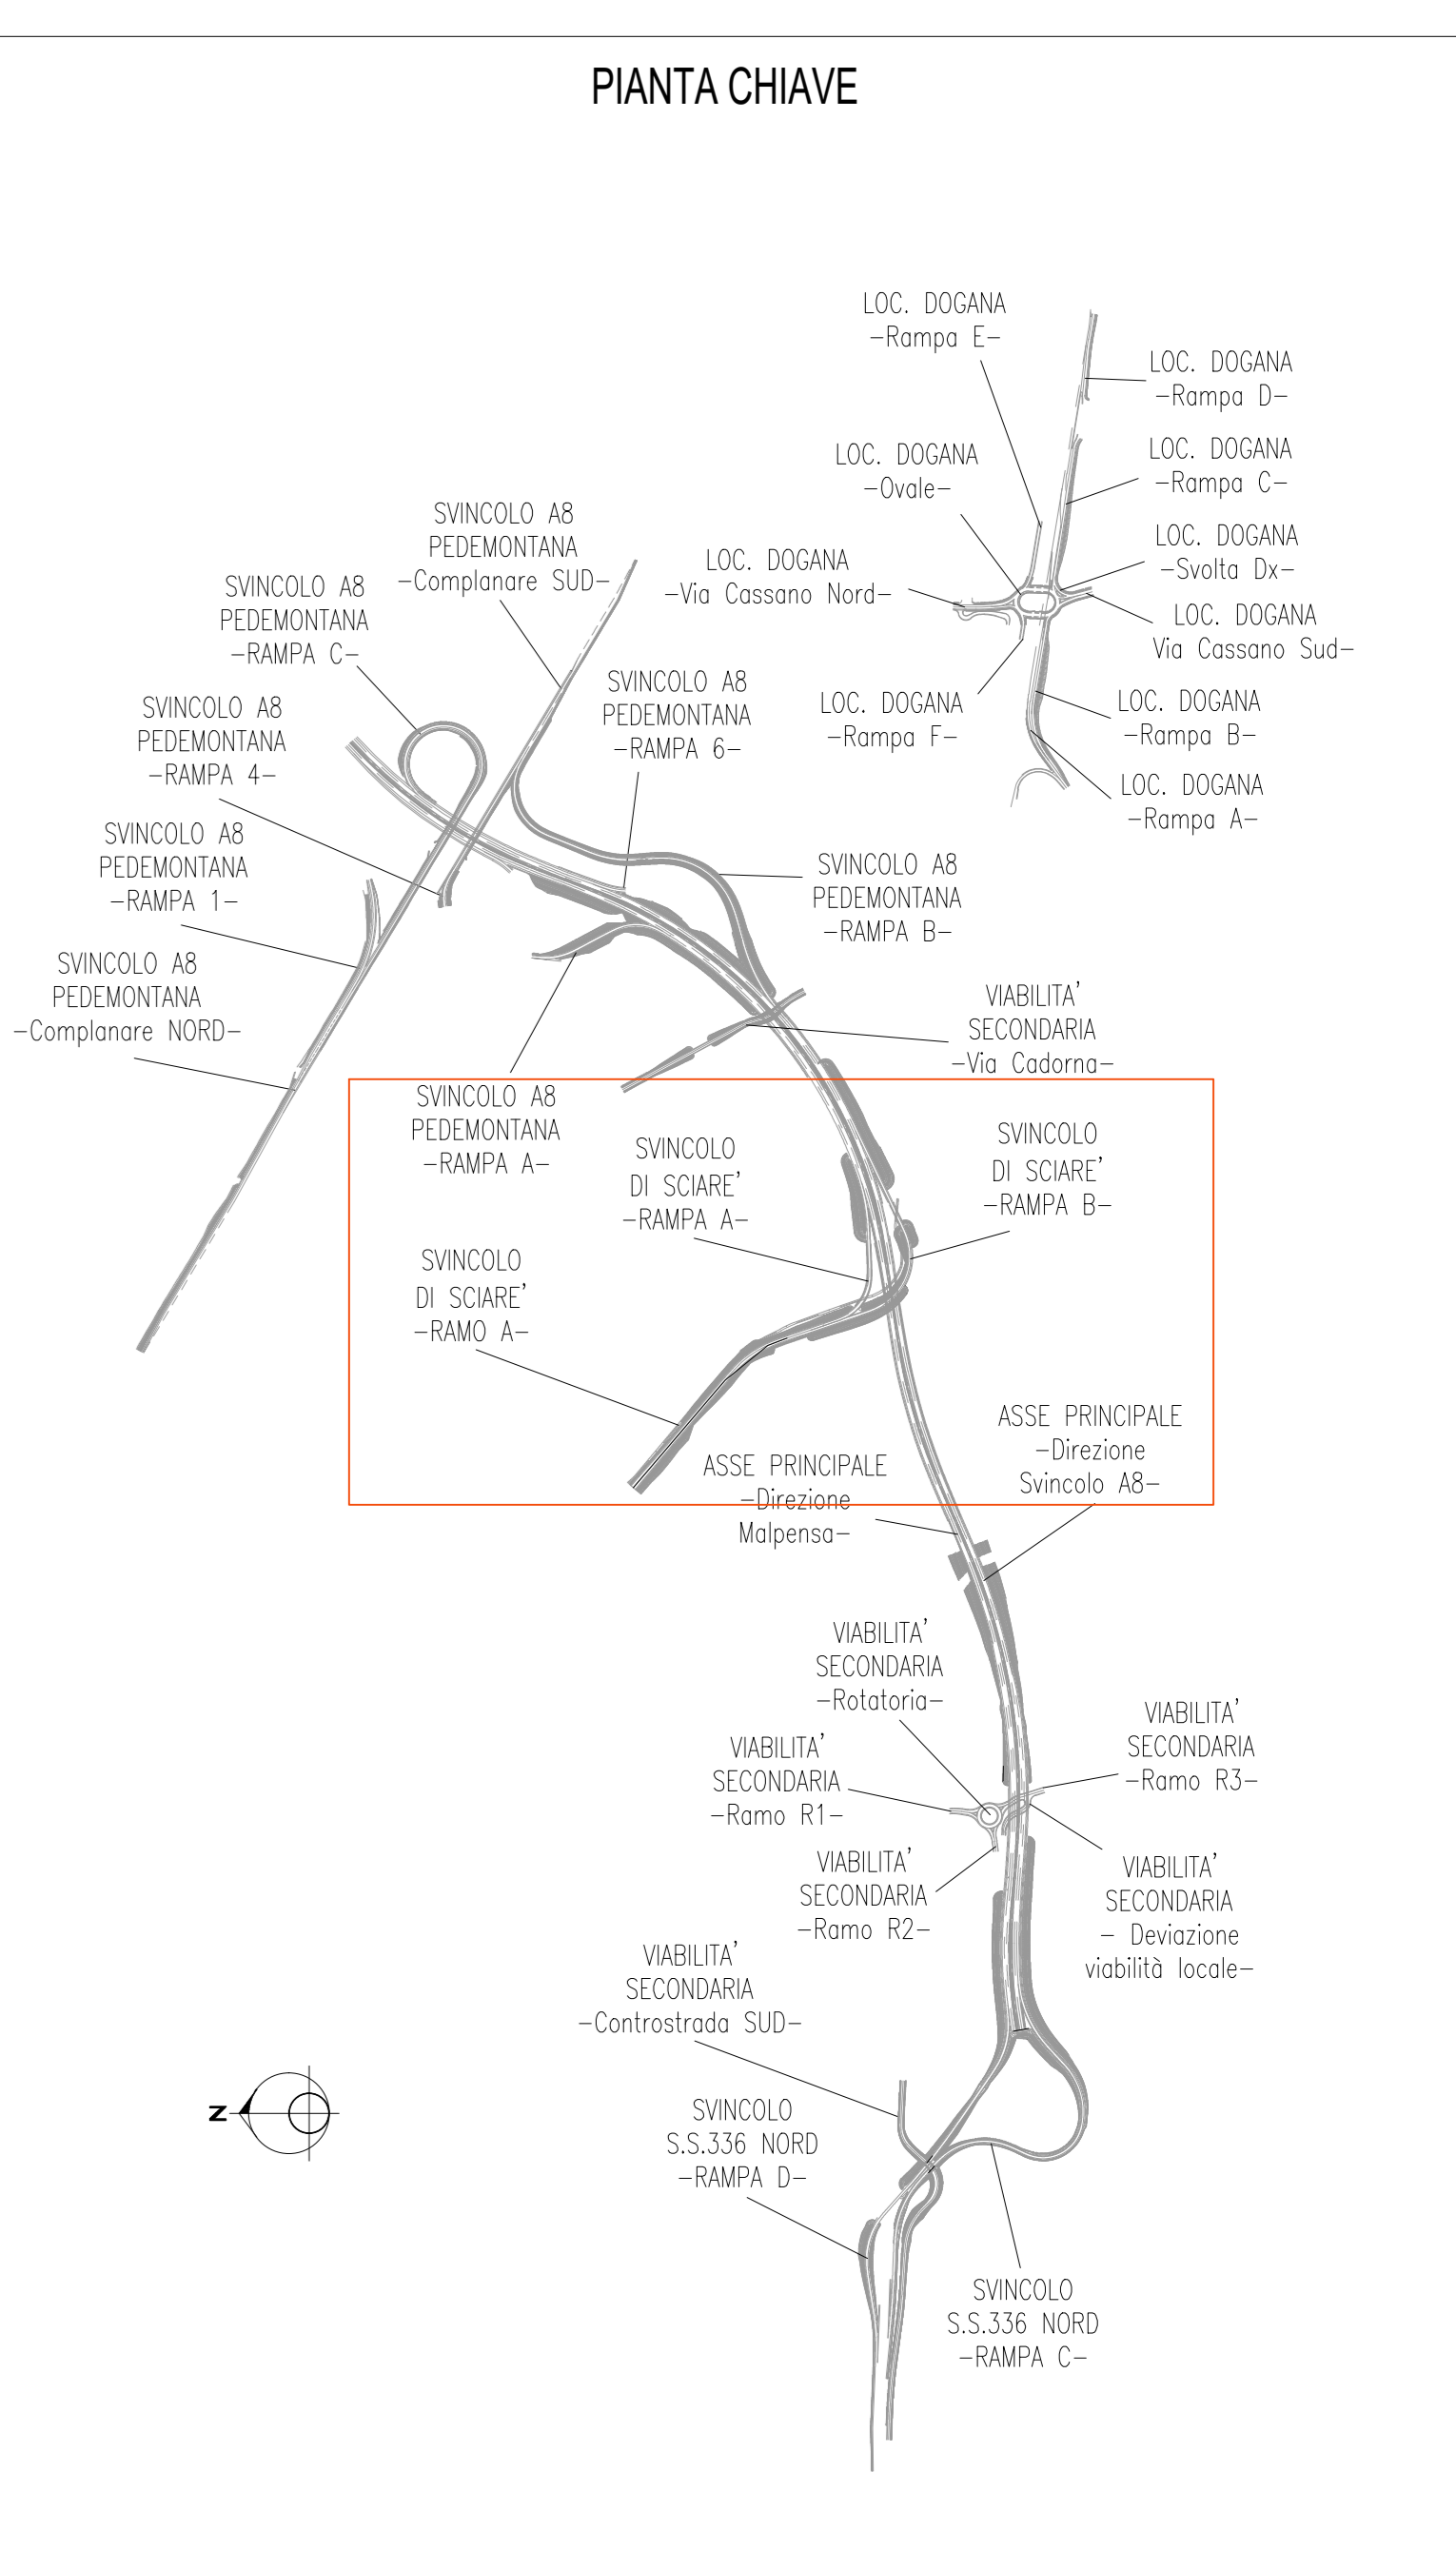 PIANTA CHIAVE
LOC. DOGANA
-Rampa E-
LOC. DOGANA
-Rampa D-
LOC. DOGANA
-Ovale-
LOC. DOGANA
-Rampa C-
SVINCOLO A8
PEDEMONTANA
-Complanare SUD-
LOC. DOGANA
-Svolta Dx-
LOC. DOGANA
-Via Cassano Nord-
SVINCOLO A8
PEDEMONTANA
-RAMPA C-
LOC. DOGANA
Via Cassano Sud-
SVINCOLO A8
PEDEMONTANA
-RAMPA 6-
SVINCOLO A8
PEDEMONTANA
-RAMPA 4-
LOC. DOGANA
-Rampa F-
LOC. DOGANA
-Rampa B-
LOC. DOGANA
-Rampa A-
SVINCOLO A8
PEDEMONTANA
-RAMPA 1-
SVINCOLO A8
PEDEMONTANA
-RAMPA B-
SVINCOLO A8
PEDEMONTANA
-Complanare NORD-
VIABILITA'
SECONDARIA
-Via Cadorna-
SVINCOLO A8
PEDEMONTANA
-RAMPA A-
SVINCOLO
DI SCIARE'
-RAMPA A-
SVINCOLO
DI SCIARE'
-RAMPA B-
SVINCOLO
DI SCIARE'
-RAMO A-
ASSE PRINCIPALE
-Direzione
Svincolo A8-
ASSE PRINCIPALE
-Direzione
Malpensa-
VIABILITA'
SECONDARIA
-Rotatoria-
VIABILITA'
SECONDARIA
-Ramo R3-
VIABILITA'
SECONDARIA
-Ramo R1-
VIABILITA'
SECONDARIA
-Ramo R2-
VIABILITA'
SECONDARIA
- Deviazione
viabilità locale-
VIABILITA'
SECONDARIA
-Controstrada SUD-
N
SVINCOLO
S.S.336 NORD
-RAMPA D-
SVINCOLO
S.S.336 NORD
-RAMPA C-